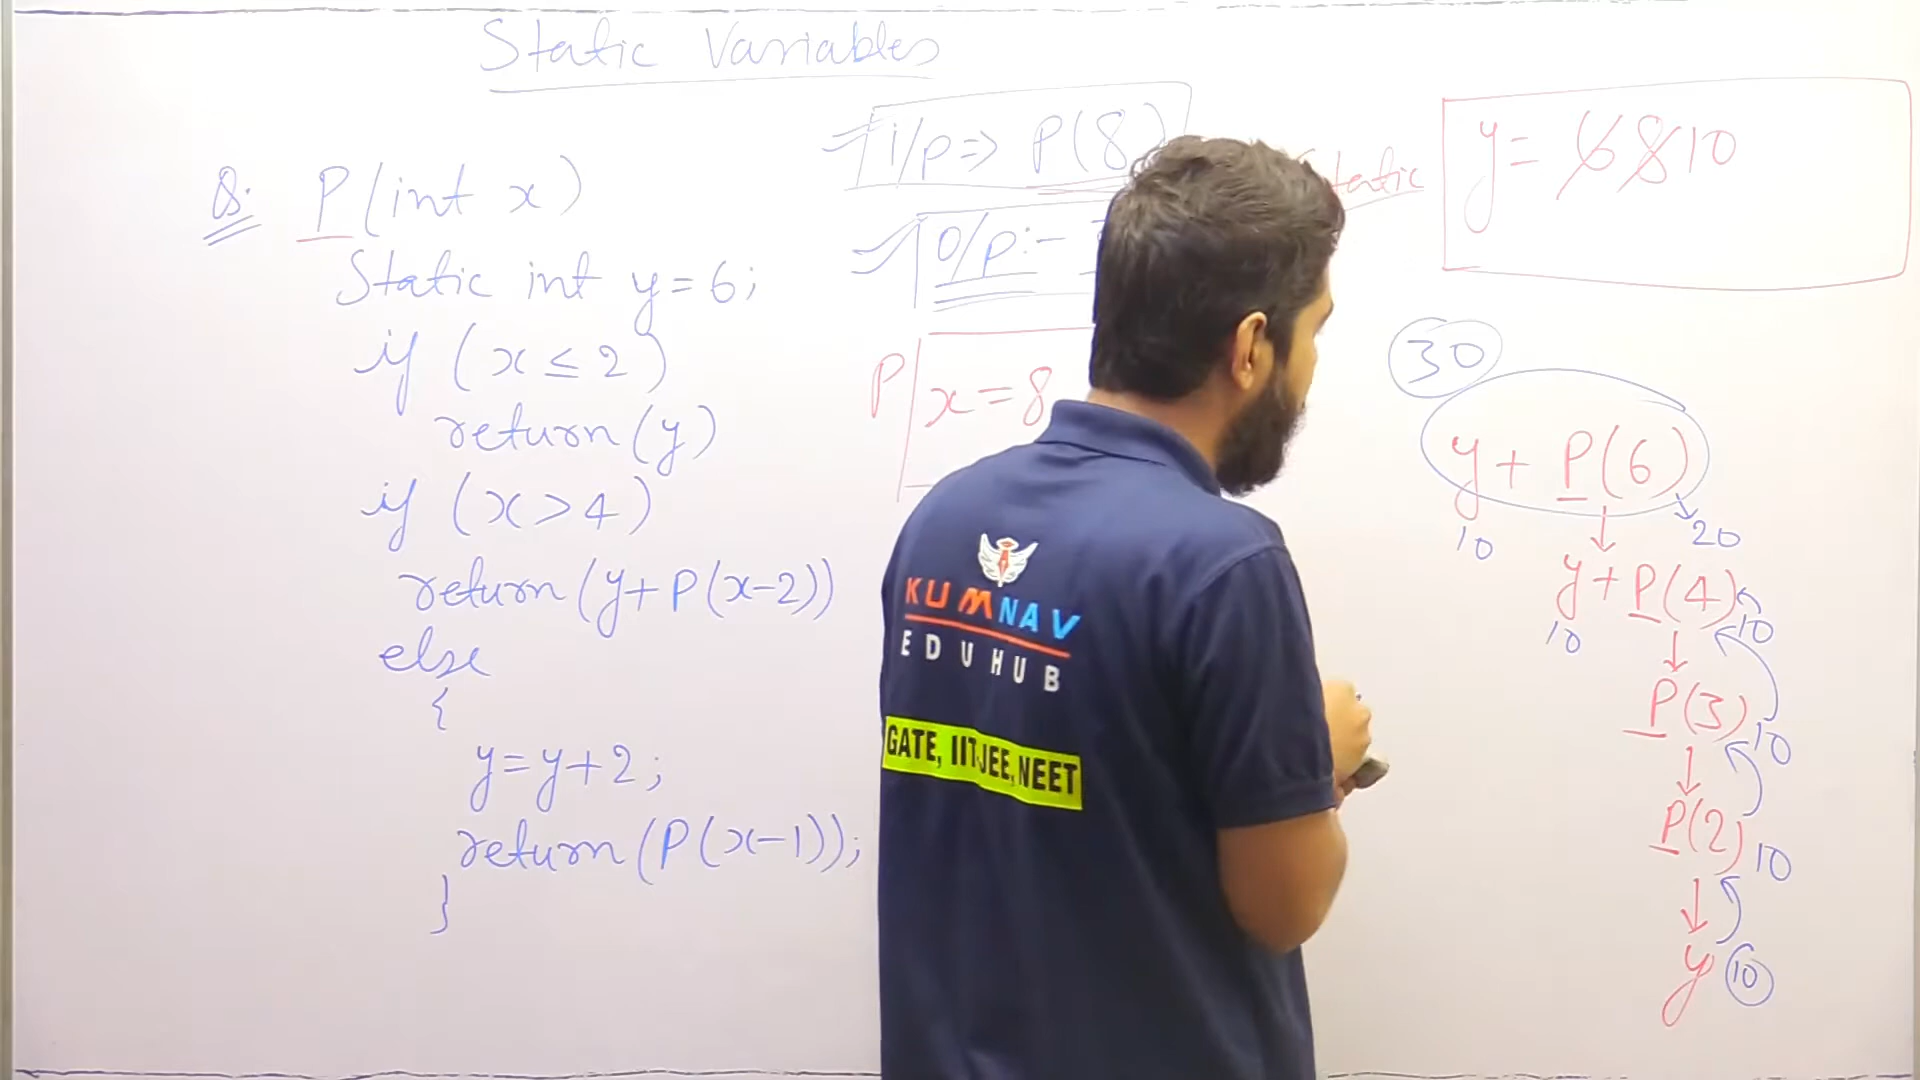 Static Variables
Q. P(int x)
Static int y=6;
if (x≤2)
return(y)
if (x>4)
return(y+P(x-2))
else
{
y=y+2;
return(P(x-1));
}
i/p=> P(8)
O/p:-
P x=8
y= 6 8 10
30
y+P(6)
10 20
y+P(4)
10 10
P(3) 10
P(2) 10
y 10
KUMNAV
EDUHUB
GATE, IIT-JEE, NEET